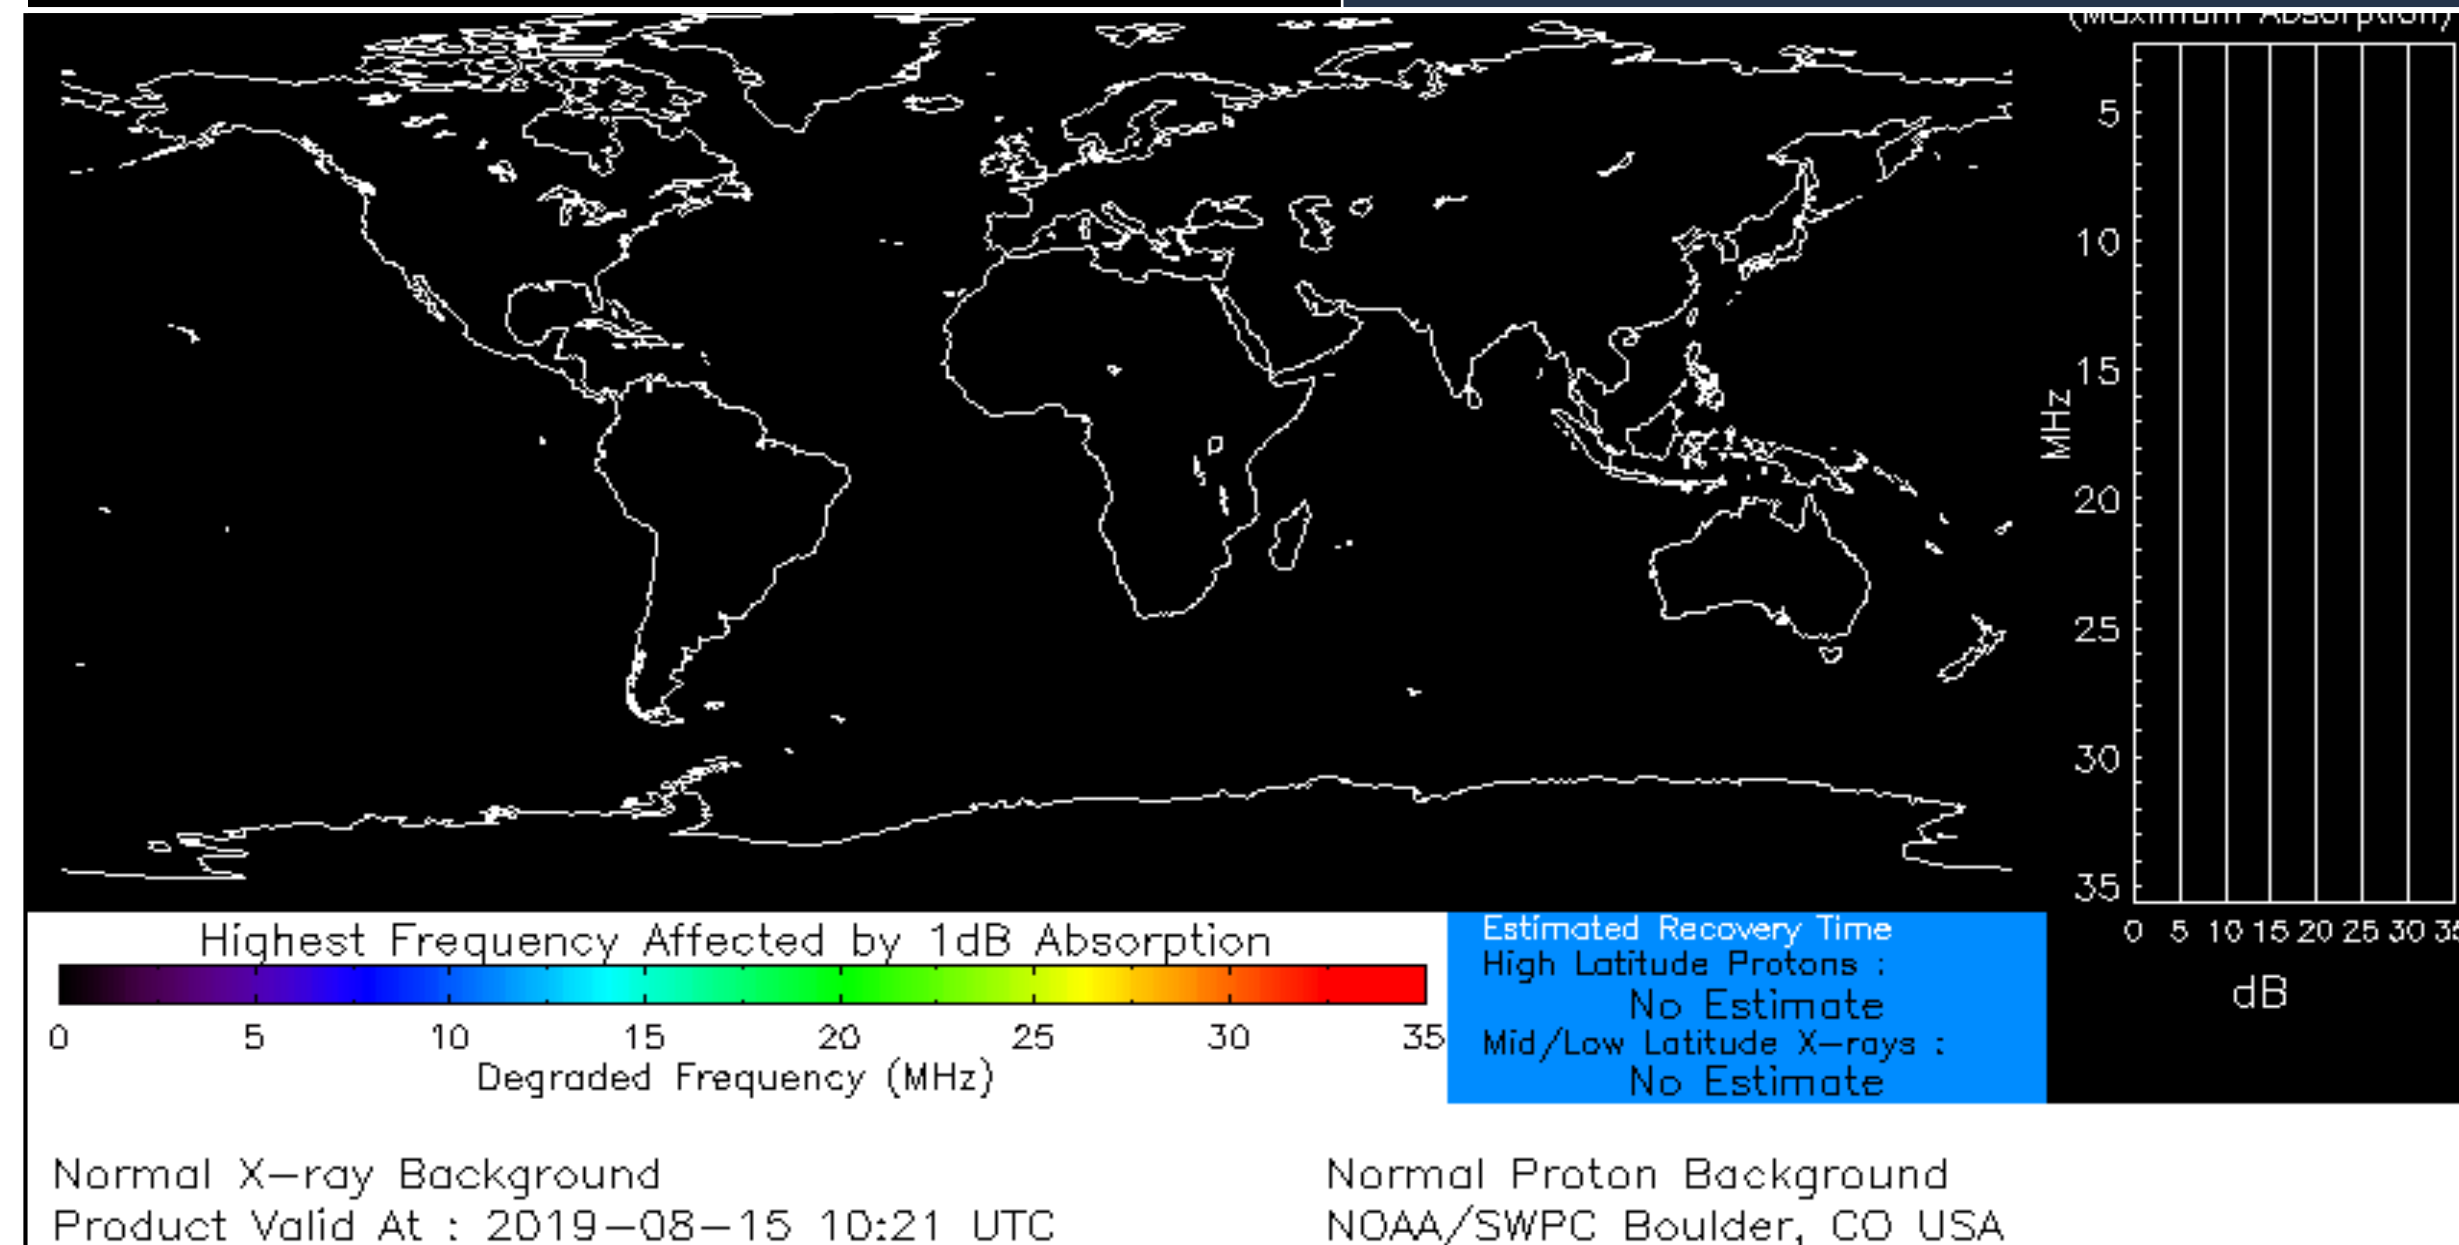 (Maximum Absorption)
5
10
15
20
25
30
35
MHz
0 5 10 15 20 25 30 35
dB
Highest Frequency Affected by 1dB Absorption
0 5 10 15 20 25 30 35
Degraded Frequency (MHz)
Estimated Recovery Time
High Latitude Protons :
No Estimate
Mid/Low Latitude X-rays :
No Estimate
Normal X-ray Background
Normal Proton Background
Product Valid At : 2019-08-15 10:21 UTC
NOAA/SWPC Boulder, CO USA